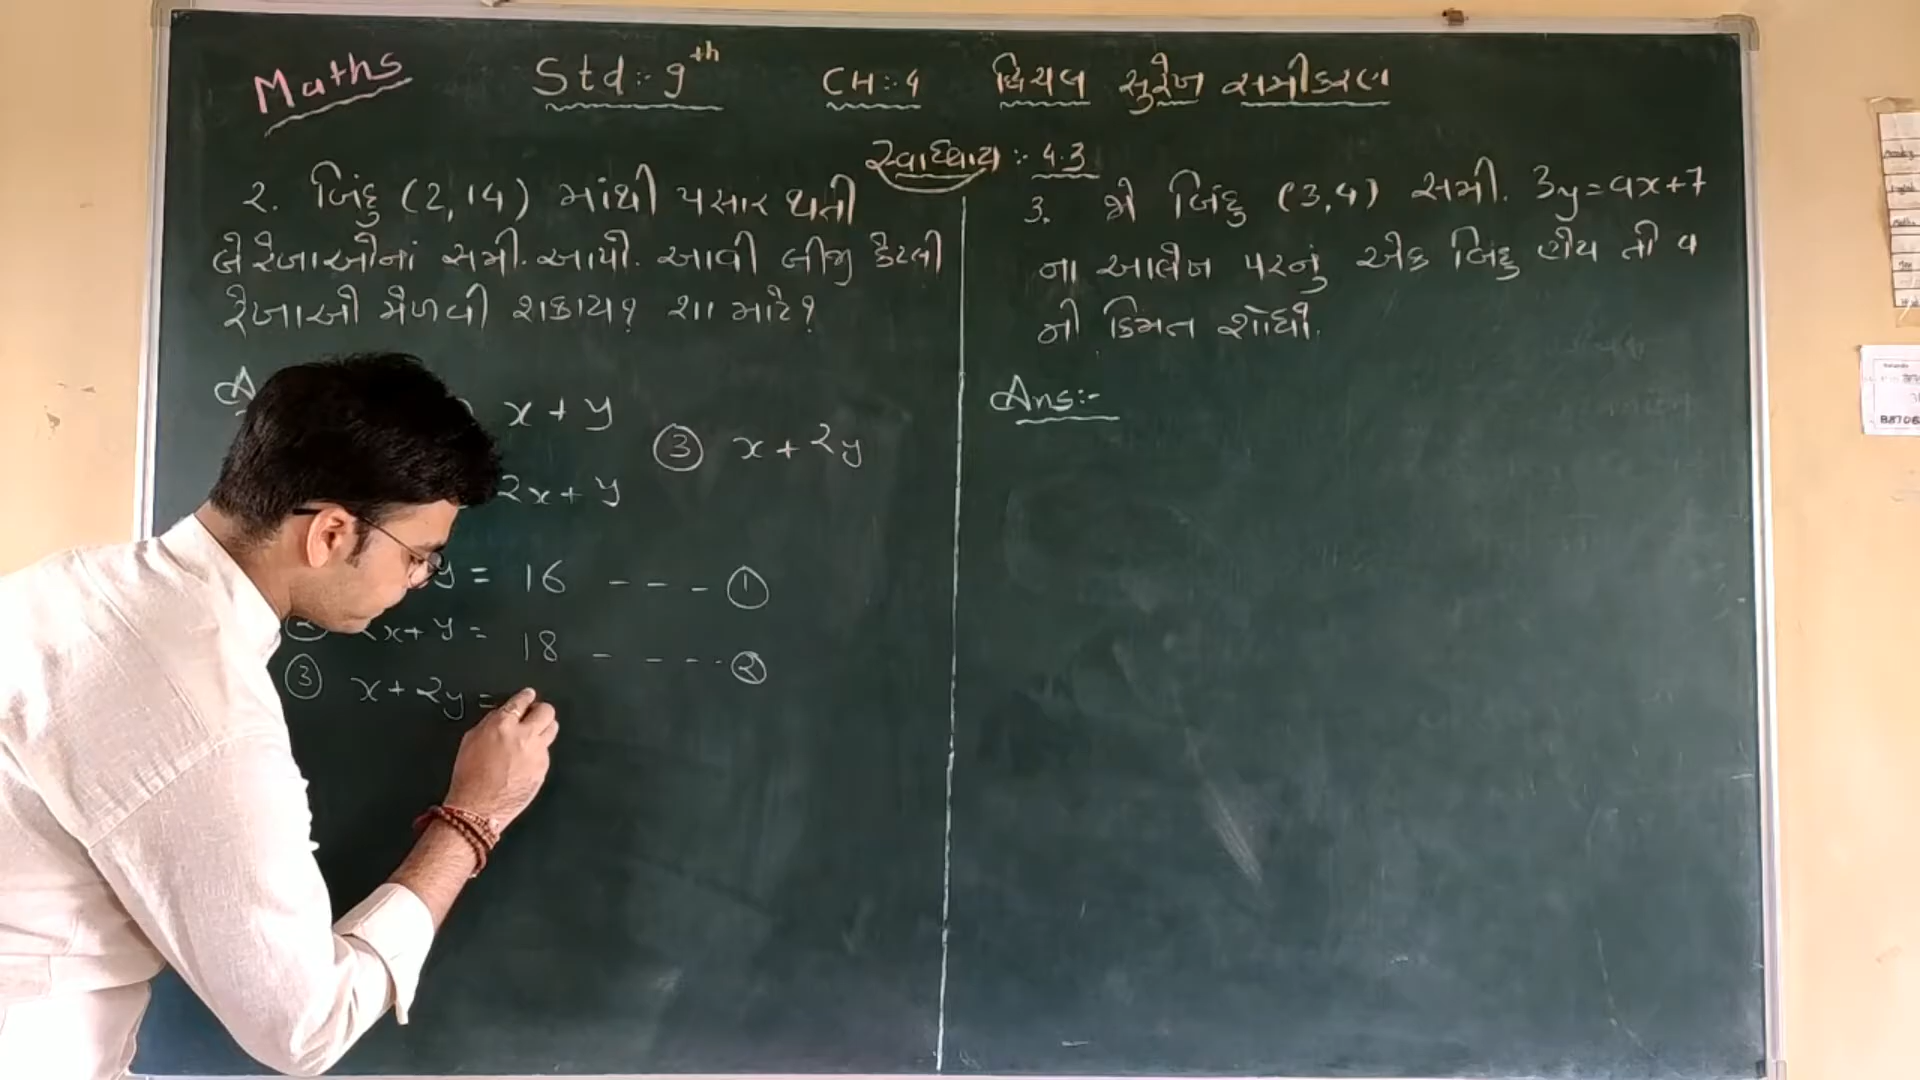 Maths Std :- 9th CH :- 4 દ્વિચલ સુરેખ સમીકરણ
સ્વાધ્યાય :- 4.3
2. બિંદુ (2,14) માંથી પસાર થતી
બે રેખાઓનાં સમી. આપો. આવી બીજી કેટલી
રેખાઓ મેળવી શકાય? શા માટે?
x + y
③ x + 2y
2x + y
y = 16 - - - ①
2x + y = 18 - - - - ②
③ x + 2y =
3. જો બિંદુ (3,4) સમી. 3y = ax + 7
ના આલેખ પરનું એક બિંદુ હોય તો a
ની કિંમત શોધો.
Ans :-